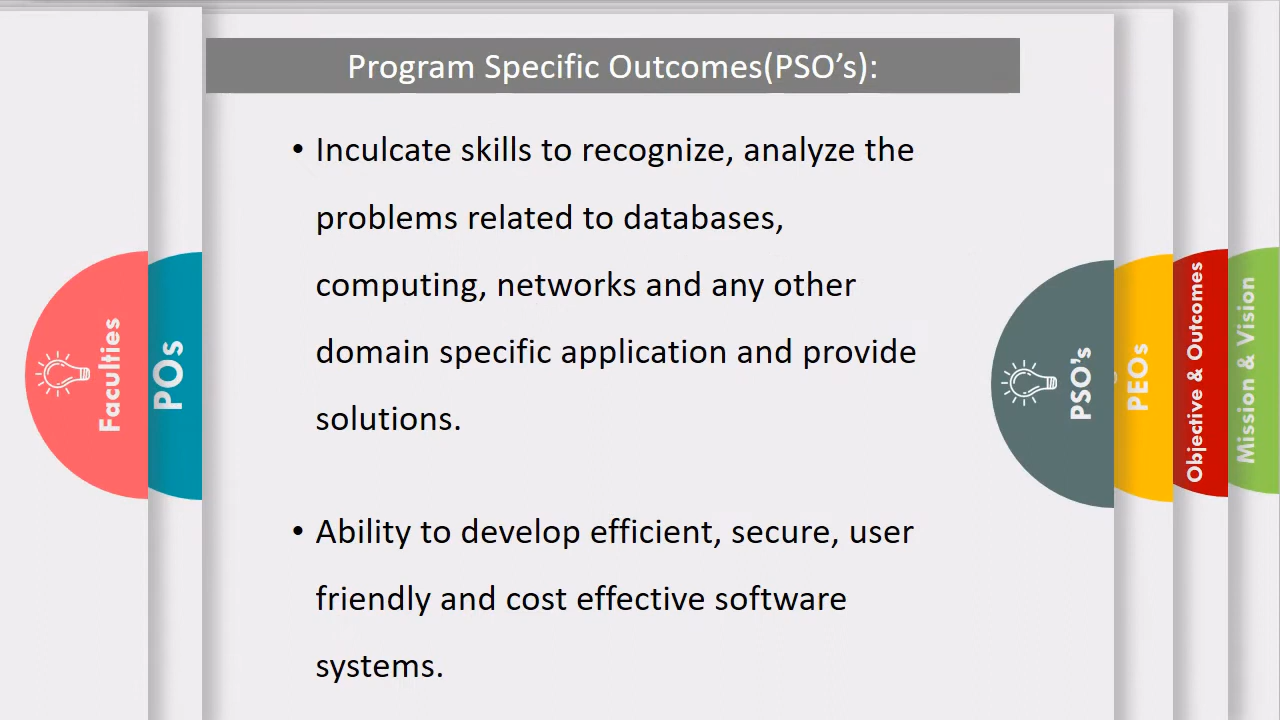 Program Specific Outcomes(PSO’s):
• Inculcate skills to recognize, analyze the
problems related to databases,
computing, networks and any other
domain specific application and provide
solutions.
• Ability to develop efficient, secure, user
friendly and cost effective software
systems.
Faculties
POs
PSO’s
PEOs
Objective & Outcomes
Mission & Vision